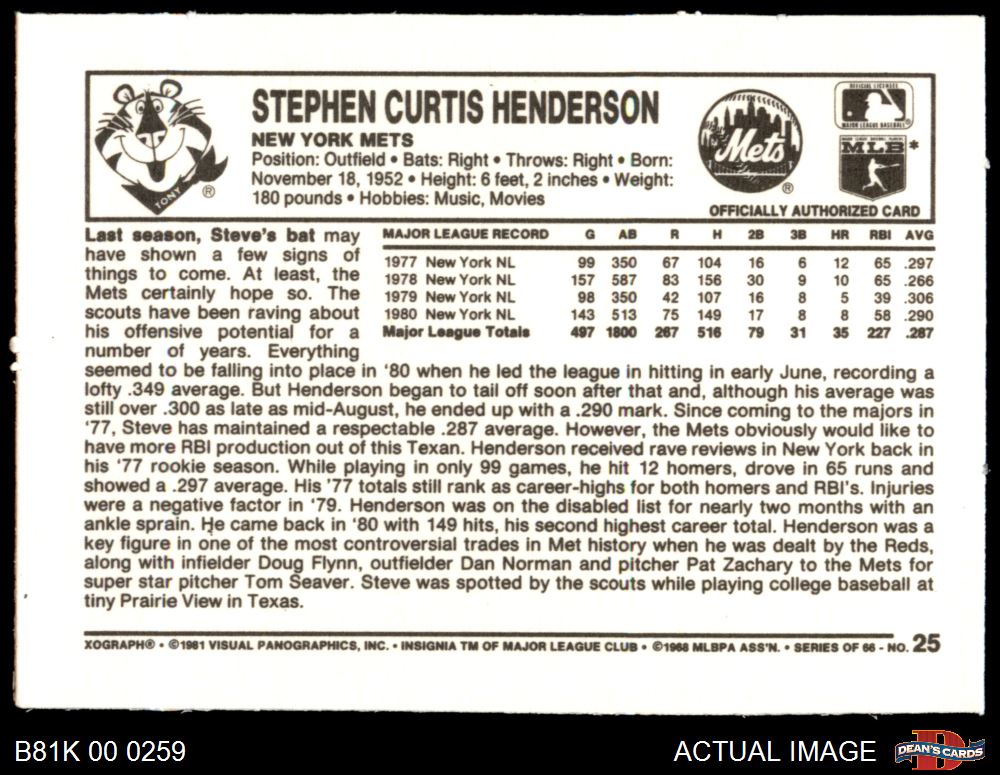 STEPHEN CURTIS HENDERSON
NEW YORK METS
Position: Outfield • Bats: Right • Throws: Right • Born:
November 18, 1952 • Height: 6 feet, 2 inches • Weight:
180 pounds • Hobbies: Music, Movies
TONY ®
Mets ®
OFFICIAL LICENSEE
MAJOR LEAGUE BASEBALL
MAJOR LEAGUE BASEBALL PLAYERS
MLB *
OFFICIALLY AUTHORIZED CARD
Last season, Steve's bat may
have shown a few signs of
things to come. At least, the
Mets certainly hope so. The
scouts have been raving about
his offensive potential for a
number of years. Everything
MAJOR LEAGUE RECORD G AB R H 2B 3B HR RBI AVG
1977 New York NL 99 350 67 104 16 6 12 65 .297
1978 New York NL 157 587 83 156 30 9 10 65 .266
1979 New York NL 98 350 42 107 16 8 5 39 .306
1980 New York NL 143 513 75 149 17 8 8 58 .290
Major League Totals 497 1800 267 516 79 31 35 227 .287
seemed to be falling into place in '80 when he led the league in hitting in early June, recording a
lofty .349 average. But Henderson began to tail off soon after that and, although his average was
still over .300 as late as mid-August, he ended up with a .290 mark. Since coming to the majors in
'77, Steve has maintained a respectable .287 average. However, the Mets obviously would like to
have more RBI production out of this Texan. Henderson received rave reviews in New York back in
his '77 rookie season. While playing in only 99 games, he hit 12 homers, drove in 65 runs and
showed a .297 average. His '77 totals still rank as career-highs for both homers and RBI's. Injuries
were a negative factor in '79. Henderson was on the disabled list for nearly two months with an
ankle sprain. He came back in '80 with 149 hits, his second highest career total. Henderson was a
key figure in one of the most controversial trades in Met history when he was dealt by the Reds,
along with infielder Doug Flynn, outfielder Dan Norman and pitcher Pat Zachary to the Mets for
super star pitcher Tom Seaver. Steve was spotted by the scouts while playing college baseball at
tiny Prairie View in Texas.
XOGRAPH® • ©1981 VISUAL PANOGRAPHICS, INC. • INSIGNIA TM OF MAJOR LEAGUE CLUB • ©1968 MLBPA ASS'N. • SERIES OF 66 - NO. 25
B81K 00 0259
ACTUAL IMAGE
DEAN'S CARDS